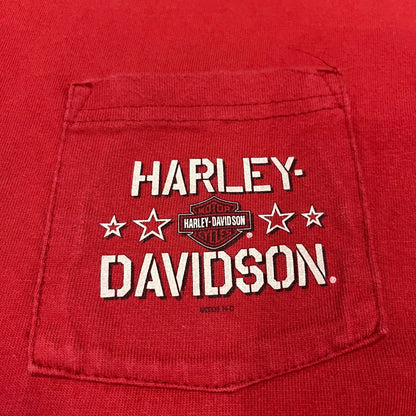 HARLEY-
MOTOR
HARLEY-DAVIDSON
CYCLES ®
DAVIDSON.®